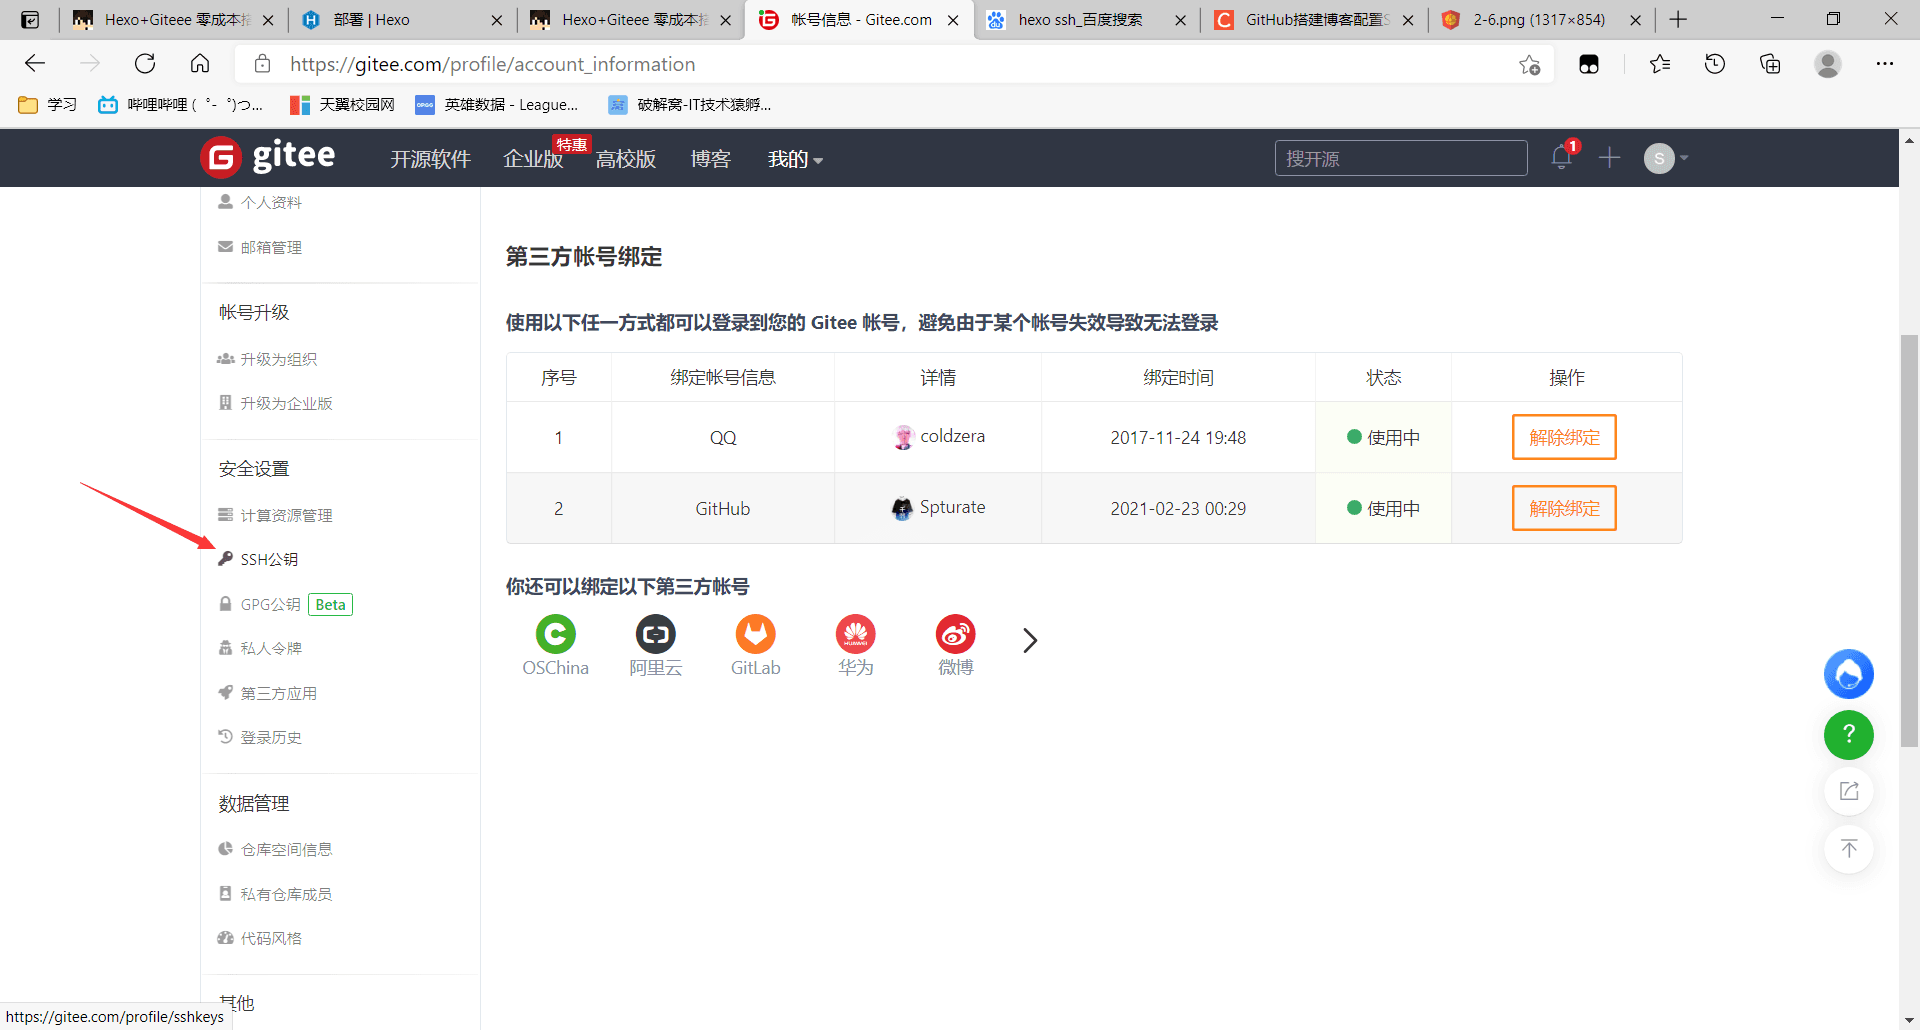 Hexo+Giteee 零成本搭
部署 | Hexo
Hexo+Giteee 零成本搭
帐号信息 - Gitee.com
hexo ssh_百度搜索
GitHub搭建博客配置S
2-6.png (1317×854)
https://gitee.com/profile/account_information
学习
哔哩哔哩 ( ゜- ゜)つ...
天翼校园网
OPGG
英雄数据 - League...
破解窝-IT技术猿孵...
gitee
开源软件
企业版
特惠
高校版
博客
我的
搜开源
1
S
个人资料
邮箱管理
帐号升级
升级为组织
升级为企业版
安全设置
计算资源管理
SSH公钥
GPG公钥 Beta
私人令牌
第三方应用
登录历史
数据管理
仓库空间信息
私有仓库成员
代码风格
其他
第三方帐号绑定
使用以下任一方式都可以登录到您的 Gitee 帐号，避免由于某个帐号失效导致无法登录
序号 绑定帐号信息 详情 绑定时间 状态 操作
1 QQ coldzera 2017-11-24 19:48 使用中 解除绑定
2 GitHub Spturate 2021-02-23 00:29 使用中 解除绑定
你还可以绑定以下第三方帐号
HUAWEI
OSChina 阿里云 GitLab 华为 微博
?
https://gitee.com/profile/sshkeys